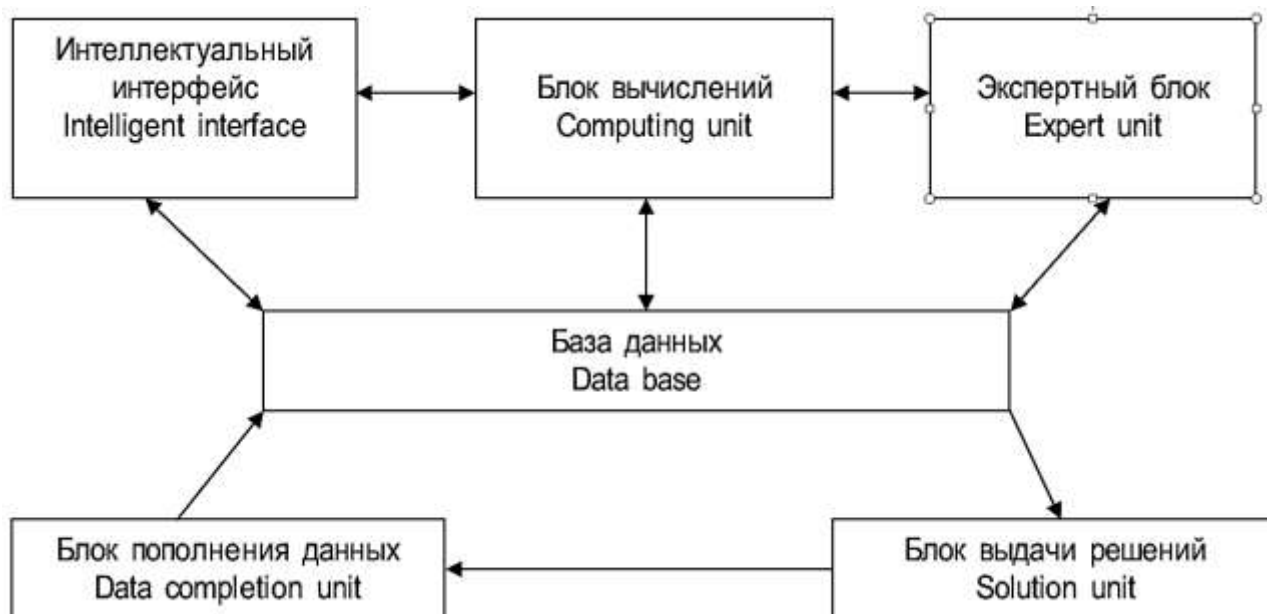 Интеллектуальный
интерфейс
Intelligent interface
Блок вычислений
Computing unit
Экспертный блок
Expert unit
База данных
Data base
Блок пополнения данных
Data completion unit
Блок выдачи решений
Solution unit